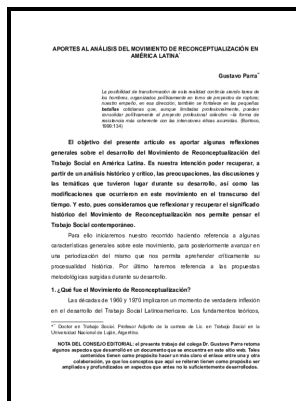 APORTES AL ANÁLISIS DEL MOVIMIENTO DE RECONCEPTUALIZACIÓN EN
AMÉRICA LATINA*
Gustavo Parra**
La posibilidad de transformación de esta realidad continúa siendo tarea de
los hombres, organizados políticamente en torno de proyectos de ruptura;
nuestro empeño, en esa dirección, también se fortalece en las pequeñas
batallas cotidianas que, aunque limitadas profesionalmente, pueden
consolidar políticamente el proyecto profesional colectivo –la forma de
resistencia más coherente con las intenciones éticas asumidas. (Barroco,
1999:134)
El objetivo del presente artículo es aportar algunas reflexiones
generales sobre el desarrollo del Movimiento de Reconceptualización del
Trabajo Social en América Latina. Es nuestra intención poder recuperar, a
partir de un análisis histórico y crítico, las preocupaciones, las discusiones y
las temáticas que tuvieron lugar durante su desarrollo, así como las
modificaciones que ocurrieron en este movimiento en el transcurso del
tiempo. Y esto, pues consideramos que reflexionar y recuperar el significado
histórico del Movimiento de Reconceptualización nos permite pensar el
Trabajo Social contemporáneo.
Para ello iniciaremos nuestro recorrido haciendo referencia a algunas
características generales sobre este movimiento, para posteriormente avanzar en
una periodización del mismo que nos permita aprehender críticamente su
procesualidad histórica. Por último haremos referencia a las propuestas
metodológicas surgidas durante su desarrollo.
1. ¿Qué fue el Movimiento de Reconceptualización?
Las décadas de 1960 y 1970 implicaron un momento de verdadera inflexión
en el desarrollo del Trabajo Social Latinoamericano. Los fundamentos teóricos,
** Doctor en Trabajo Social. Profesor Adjunto de la carrera de Lic. en Trabajo Social en la
Universidad Nacional de Luján, Argentina.
NOTA DEL CONSEJO EDITORIAL: el presente trabajo del colega Dr. Gustavo Parra retoma
algunos aspectos que desarrolló en un documento que se encuentra en este sitio web. Tales
contenidos tienen como propósito hacer un más claro el enlace entre una y otra
colaboración, ya que los conceptos que aquí se reiteran tienen como propósito ser
ampliados y profundizados en aspectos que antes no lo suficientemente desarrollados.